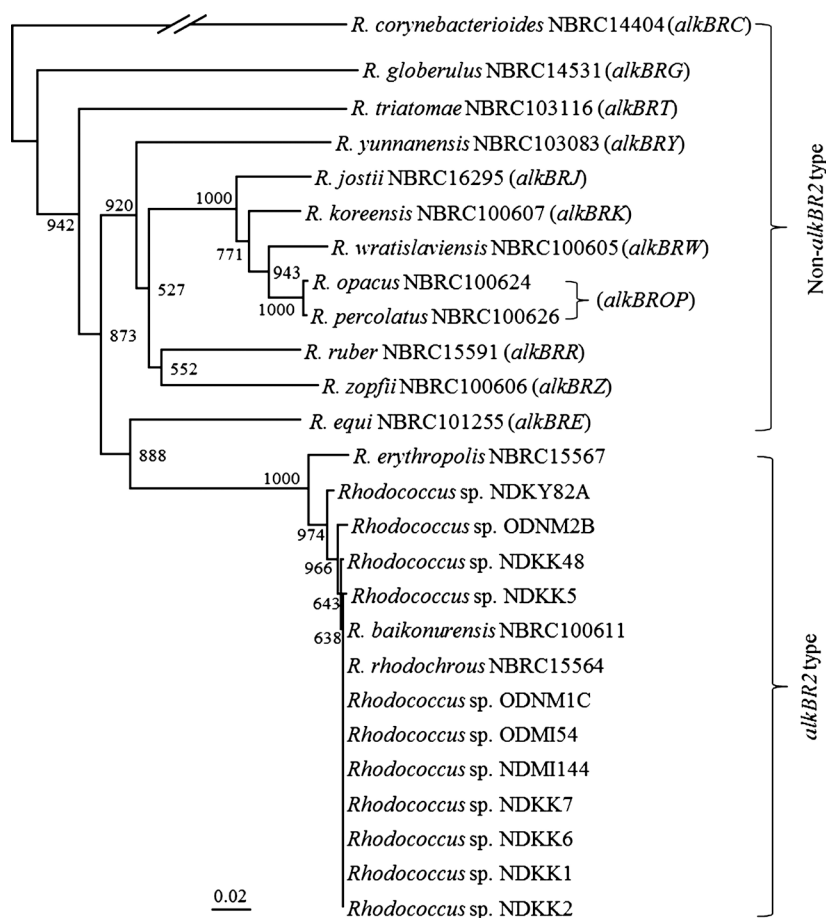 R. corynebacterioides NBRC14404 (alkBRC)
R. globerulus NBRC14531 (alkBRG)
R. triatomae NBRC103116 (alkBRT)
R. yunnanensis NBRC103083 (alkBRY)
R. jostii NBRC16295 (alkBRJ)
1000
920
R. koreensis NBRC100607 (alkBRK)
942
771
R. wratislaviensis NBRC100605 (alkBRW)
943
R. opacus NBRC100624
527
(alkBROP)
1000
R. percolatus NBRC100626
873
R. ruber NBRC15591 (alkBRR)
552
R. zopfii NBRC100606 (alkBRZ)
R. equi NBRC101255 (alkBRE)
Non-alkBR2 type
888
R. erythropolis NBRC15567
1000
Rhodococcus sp. NDKY82A
974
Rhodococcus sp. ODNM2B
966
Rhodococcus sp. NDKK48
643
Rhodococcus sp. NDKK5
638
R. baikonurensis NBRC100611
R. rhodochrous NBRC15564
Rhodococcus sp. ODNM1C
Rhodococcus sp. ODMI54
Rhodococcus sp. NDMI144
Rhodococcus sp. NDKK7
Rhodococcus sp. NDKK6
Rhodococcus sp. NDKK1
Rhodococcus sp. NDKK2
alkBR2 type
0.02